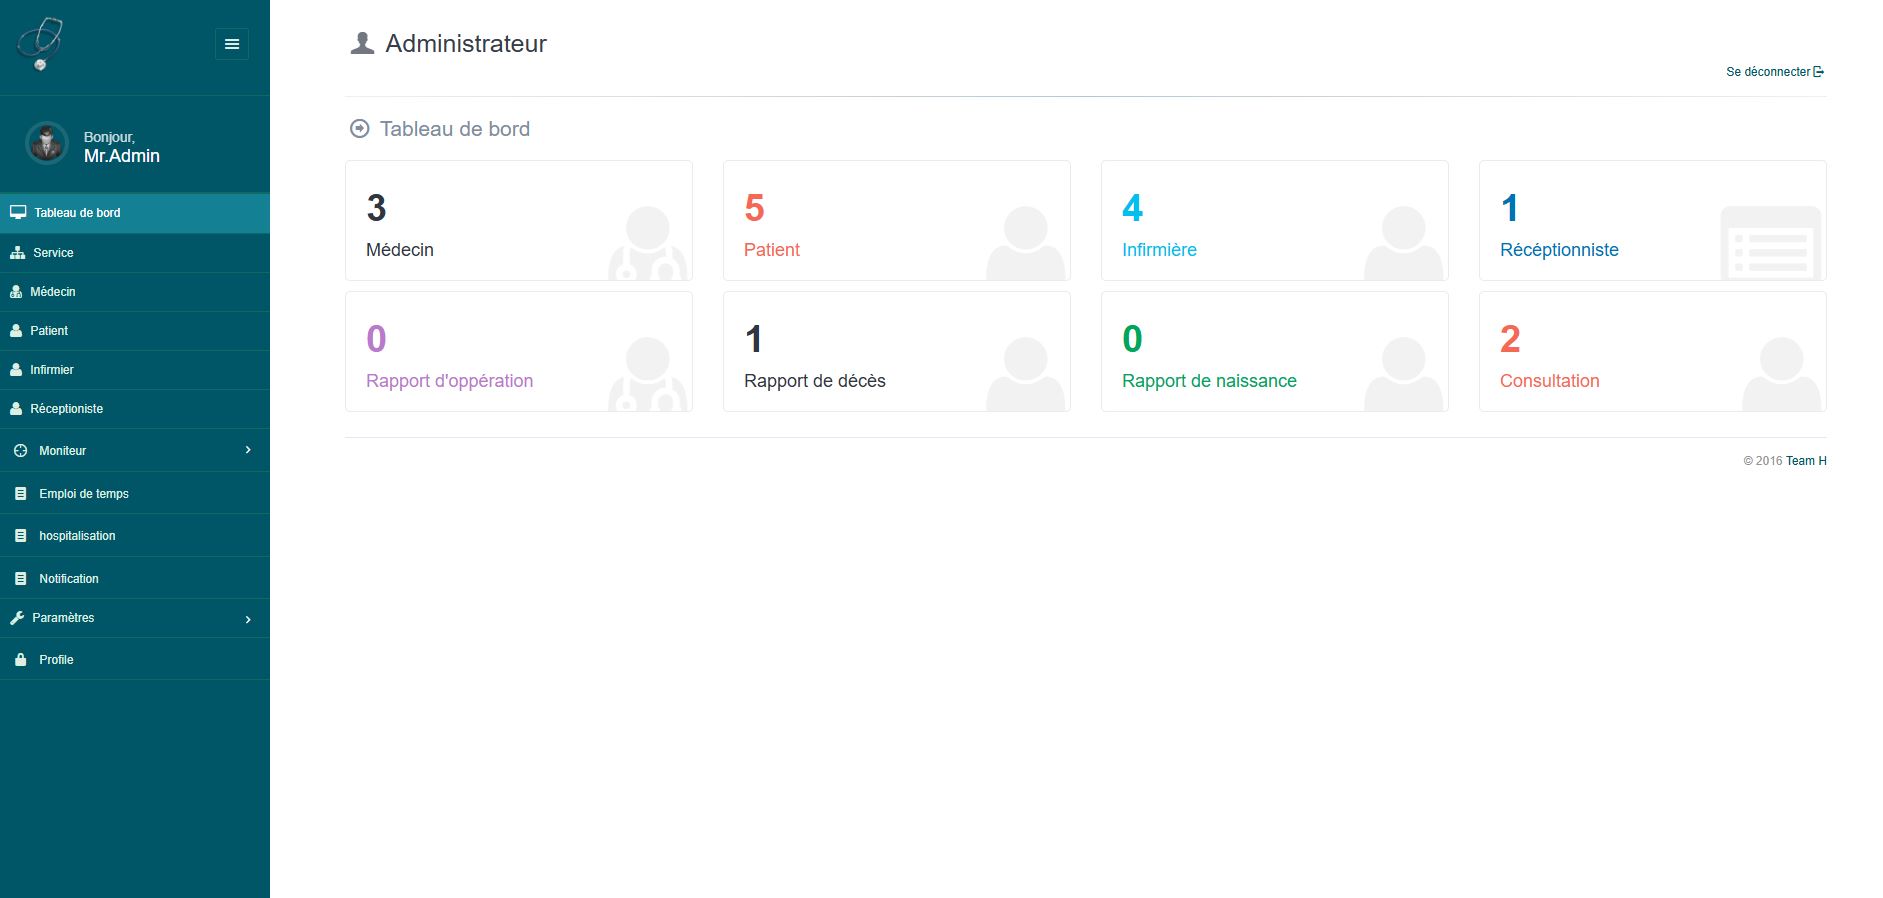 Administrateur
Se déconnecter
Bonjour,
Mr.Admin
Tableau de bord
Service
Médecin
Patient
Infirmier
Réceptioniste
Moniteur
Emploi de temps
hospitalisation
Notification
Paramètres
Profile
Tableau de bord
3
Médecin
5
Patient
4
Infirmière
1
Récéptionniste
0
Rapport d'oppération
1
Rapport de décès
0
Rapport de naissance
2
Consultation
© 2016 Team H